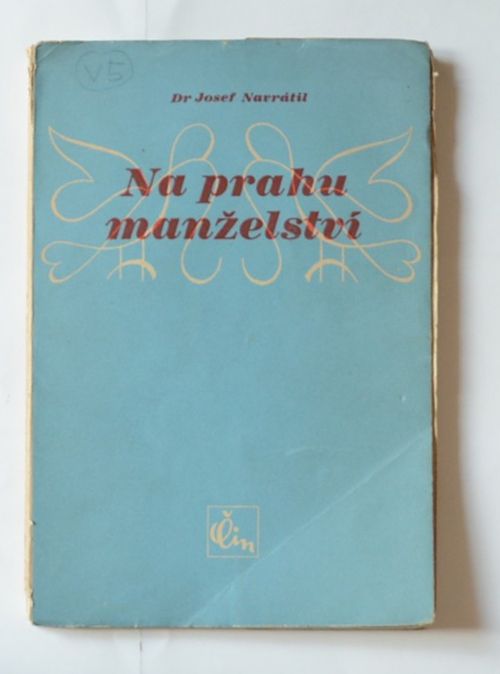 V5
Dr Josef Navrátil
Na prahu
manželství
Čin